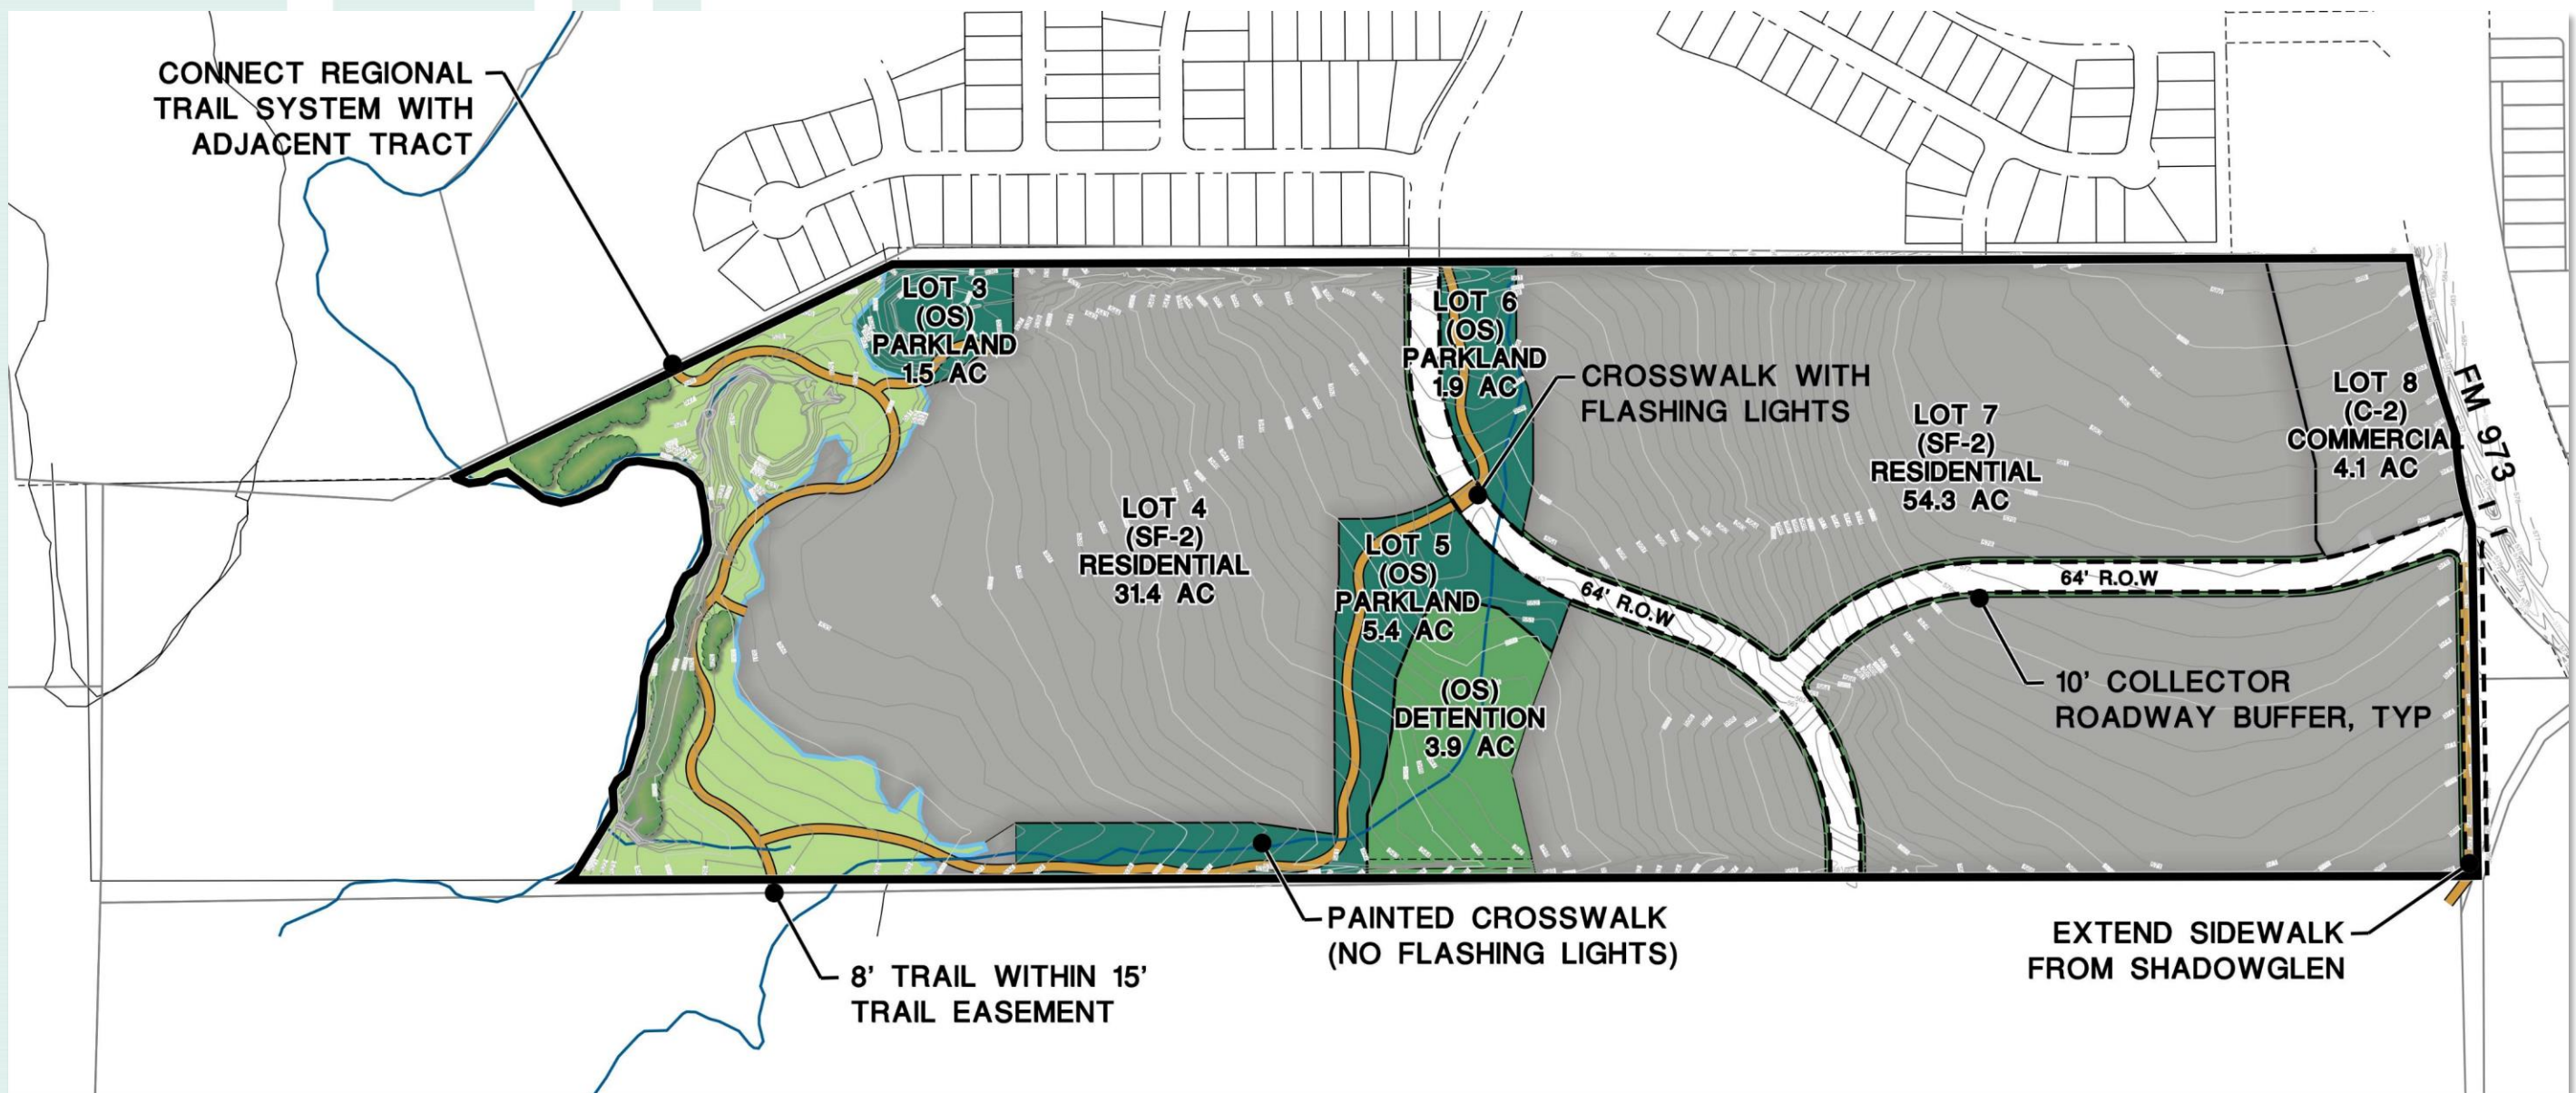 CONNECT REGIONAL
TRAIL SYSTEM WITH
ADJACENT TRACT
LOT 3
(OS)
PARKLAND
1.5 AC
LOT 6
(OS)
PARKLAND
1.9 AC
CROSSWALK WITH
FLASHING LIGHTS
LOT 7
(SF-2)
RESIDENTIAL
54.3 AC
LOT 8
(C-2)
COMMERCIAL
4.1 AC
FM 973
LOT 4
(SF-2)
RESIDENTIAL
31.4 AC
LOT 5
(OS)
PARKLAND
5.4 AC
64' R.O.W
64' R.O.W
(OS)
DETENTION
3.9 AC
10' COLLECTOR
ROADWAY BUFFER, TYP
PAINTED CROSSWALK
(NO FLASHING LIGHTS)
EXTEND SIDEWALK
FROM SHADOWGLEN
8' TRAIL WITHIN 15'
TRAIL EASEMENT